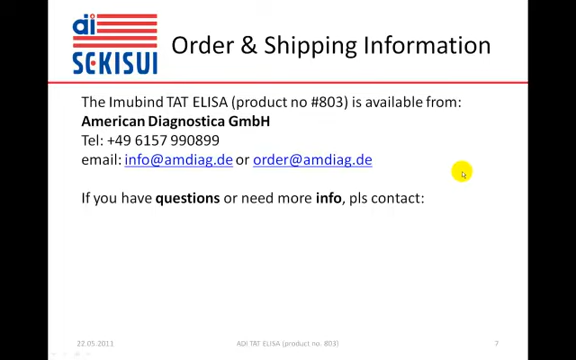 ai
SEKISUI
Order & Shipping Information
The Imubind TAT ELISA (product no #803) is available from:
American Diagnostica GmbH
Tel: +49 6157 990899
email: info@amdiag.de or order@amdiag.de
If you have questions or need more info, pls contact:
22.05.2011
ADI TAT ELISA (product no. 803)
7